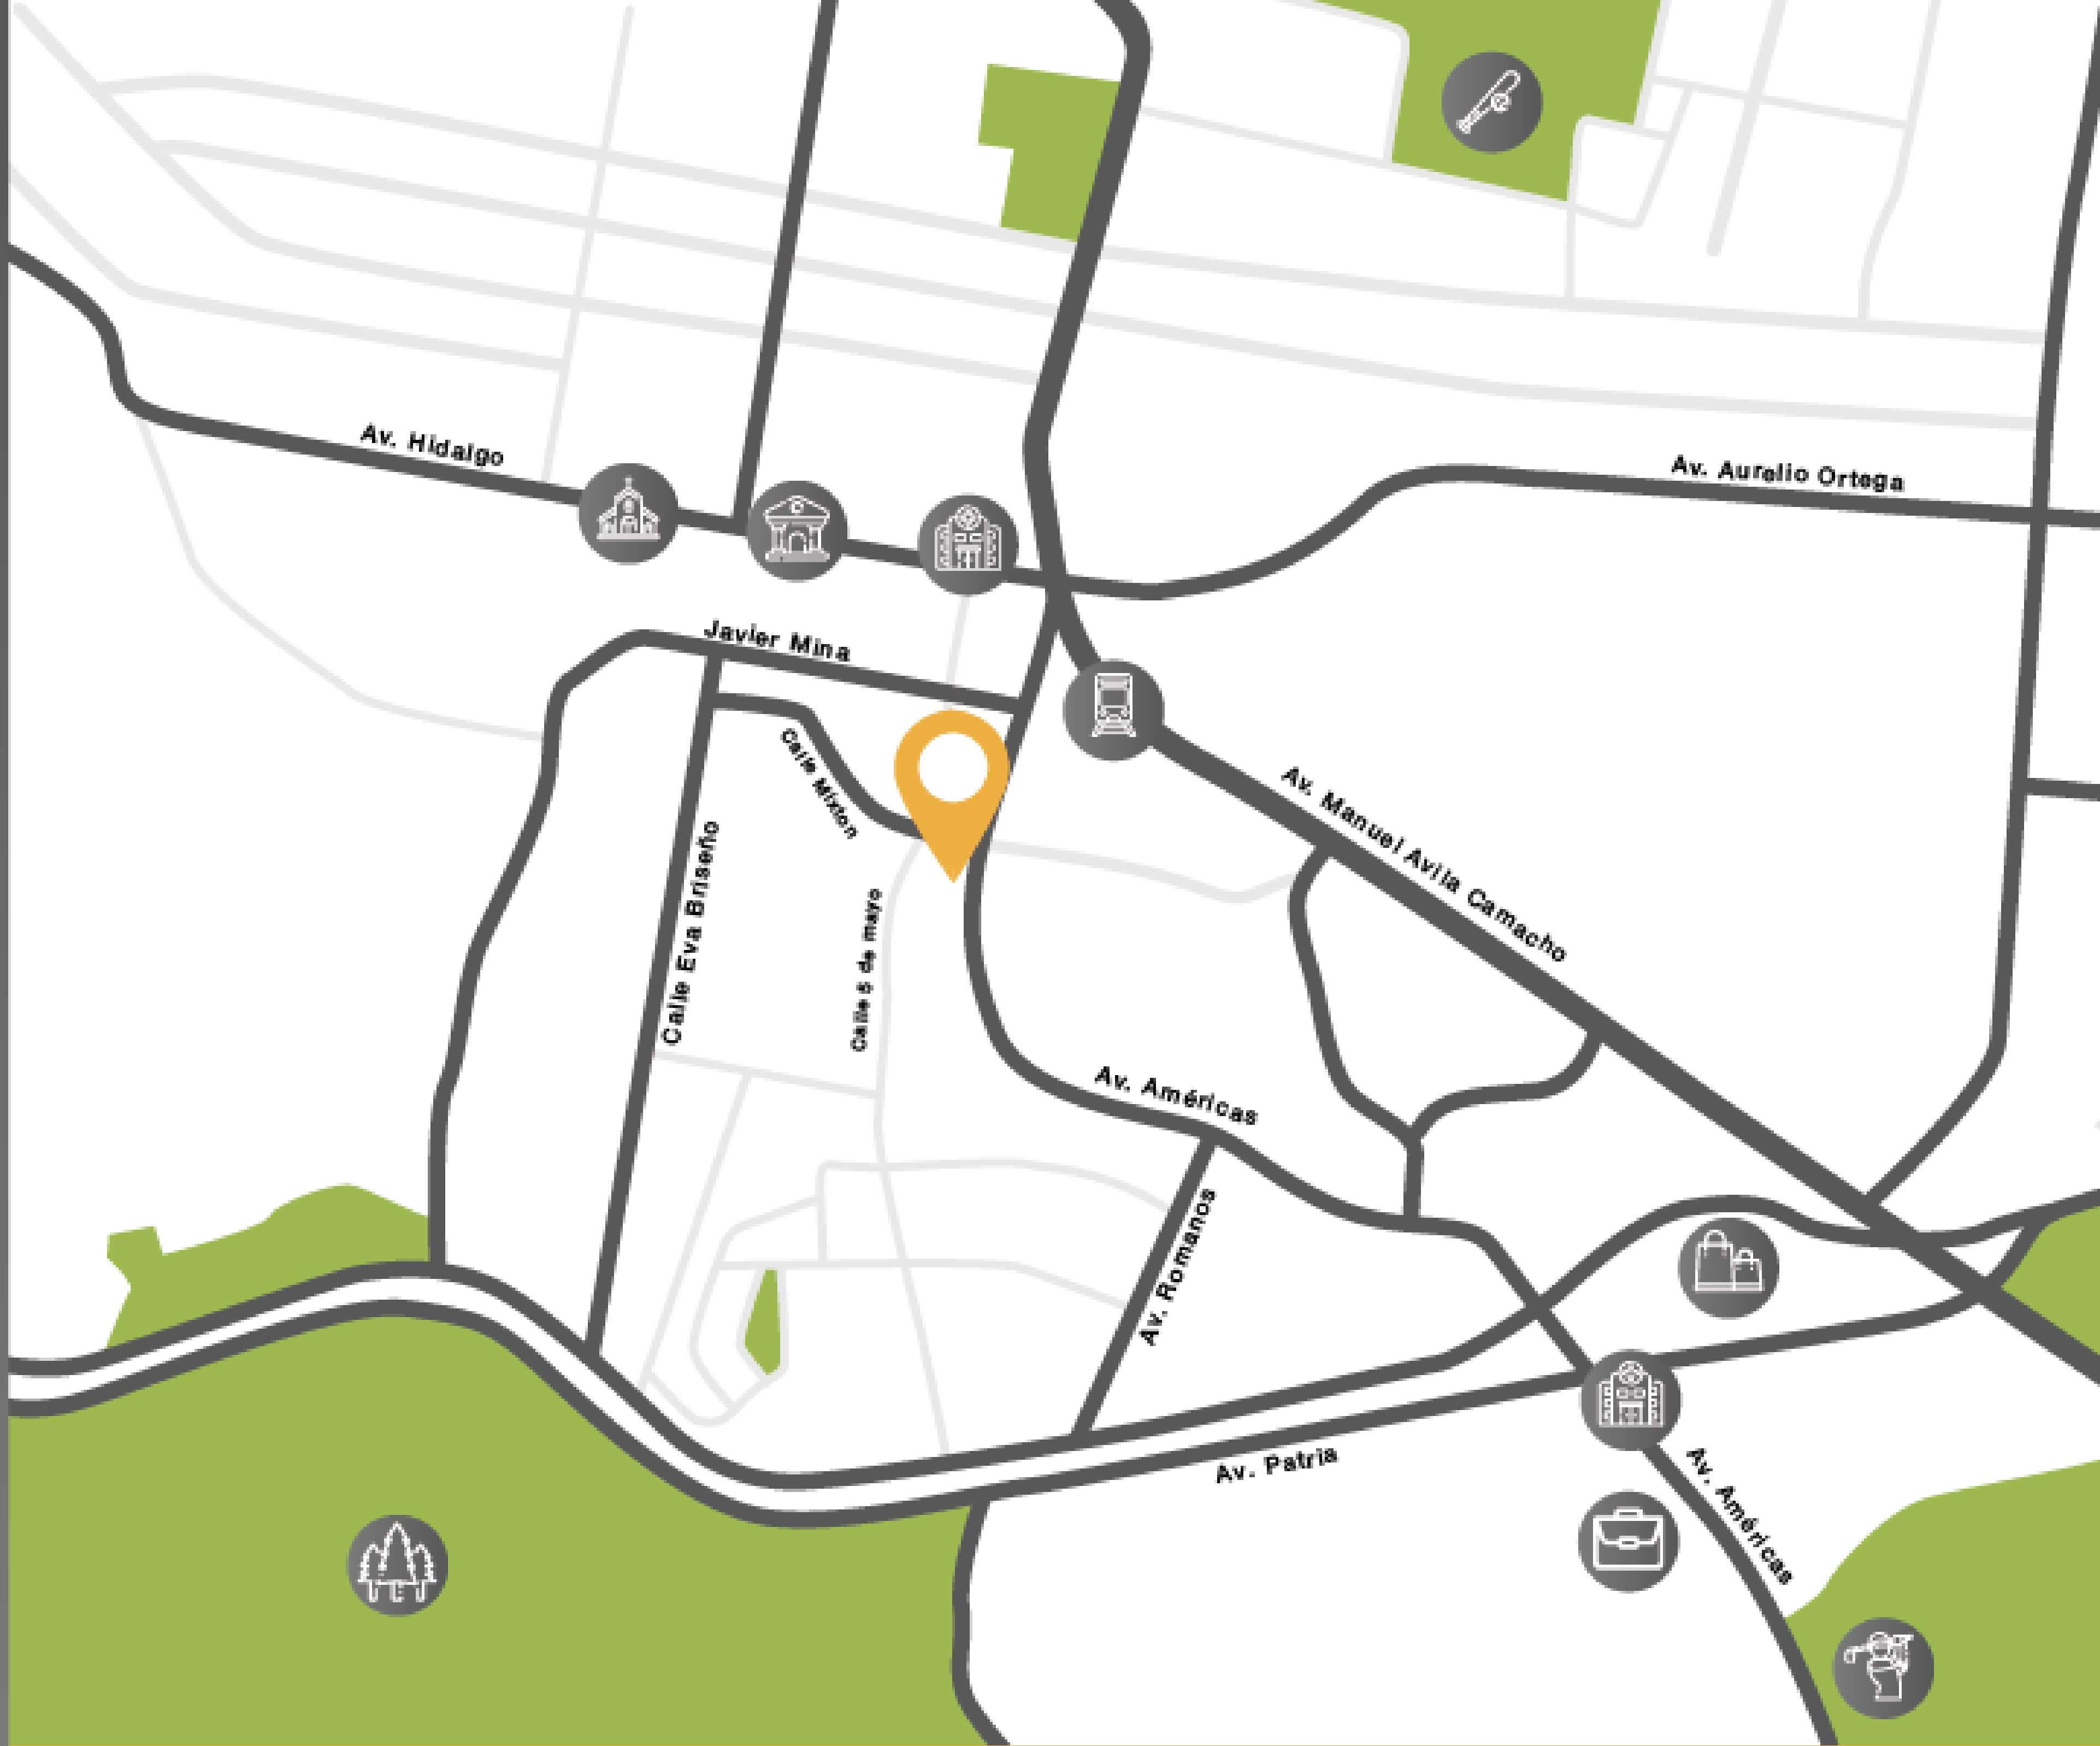 Av. Hidalgo
Av. Aurelio Ortega
Javier Mina
Calle Mixton
Av. Manuel Avila Camacho
Calle Eva Briseño
Calle 5 de mayo
Av. Américas
Av. Romanos
Av. Patria
Av. Américas